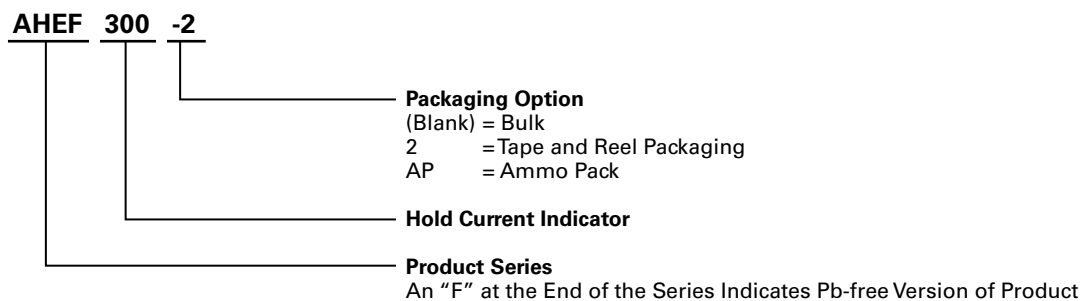 AHEF 300 -2
Packaging Option
(Blank) = Bulk
2 = Tape and Reel Packaging
AP = Ammo Pack
Hold Current Indicator
Product Series
An “F” at the End of the Series Indicates Pb-free Version of Product